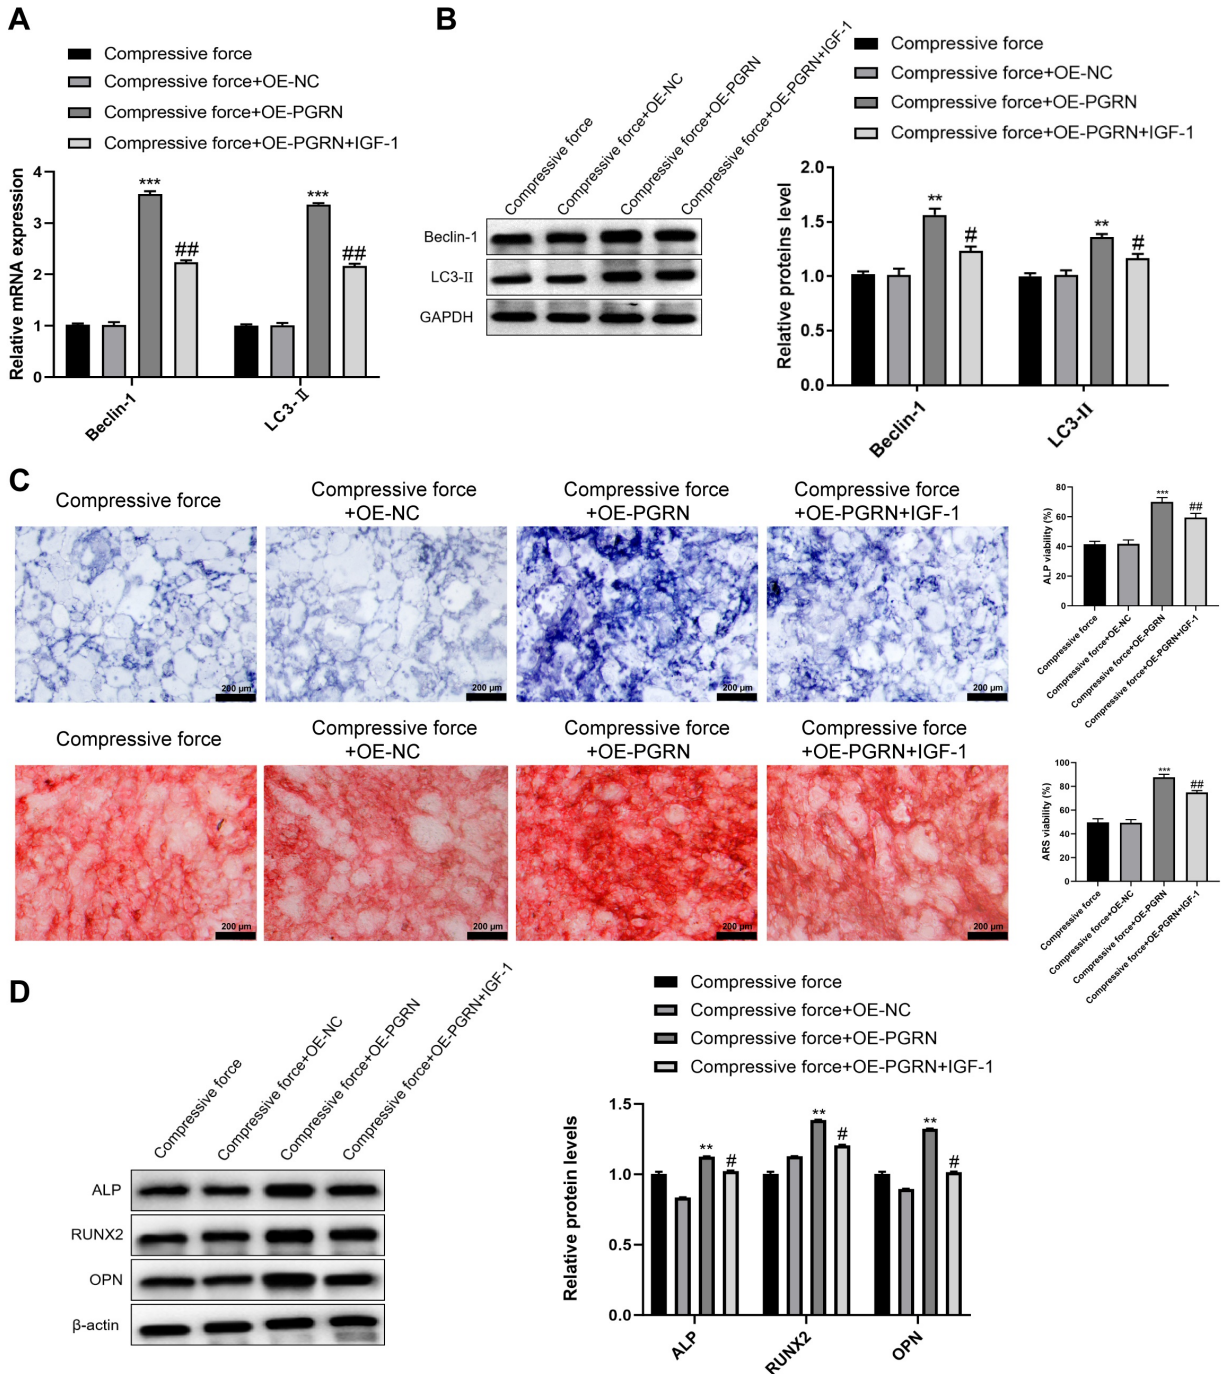 A
Compressive force
Compressive force+OE-NC
Compressive force+OE-PGRN
Compressive force+OE-PGRN+IGF-1
Relative mRNA expression
4
3
2
1
0
***
##
***
##
Beclin-1
LC3-II
B
Compressive force
Compressive force+OE-NC
Compressive force+OE-PGRN
Compressive force+OE-PGRN+IGF-1
Beclin-1
LC3-II
GAPDH
Compressive force
Compressive force+OE-NC
Compressive force+OE-PGRN
Compressive force+OE-PGRN+IGF-1
Relative proteins level
2.0
1.5
1.0
0.5
0.0
**
#
**
#
Beclin-1
LC3-II
C
Compressive force
Compressive force
+OE-NC
Compressive force
+OE-PGRN
Compressive force
+OE-PGRN+IGF-1
200 μm
200 μm
200 μm
200 μm
ALP viability (%)
80
60
40
20
0
***
##
Compressive force
Compressive force+OE-NC
Compressive force+OE-PGRN
Compressive force+OE-PGRN+IGF-1
Compressive force
Compressive force
+OE-NC
Compressive force
+OE-PGRN
Compressive force
+OE-PGRN+IGF-1
200 μm
200 μm
200 μm
200 μm
ARS viability (%)
100
80
60
40
20
0
***
##
Compressive force
Compressive force+OE-NC
Compressive force+OE-PGRN
Compressive force+OE-PGRN+IGF-1
D
Compressive force
Compressive force+OE-NC
Compressive force+OE-PGRN
Compressive force+OE-PGRN+IGF-1
ALP
RUNX2
OPN
β-actin
Compressive force
Compressive force+OE-NC
Compressive force+OE-PGRN
Compressive force+OE-PGRN+IGF-1
Relative protein levels
1.5
1.0
0.5
0.0
**
#
**
#
**
#
ALP
RUNX2
OPN